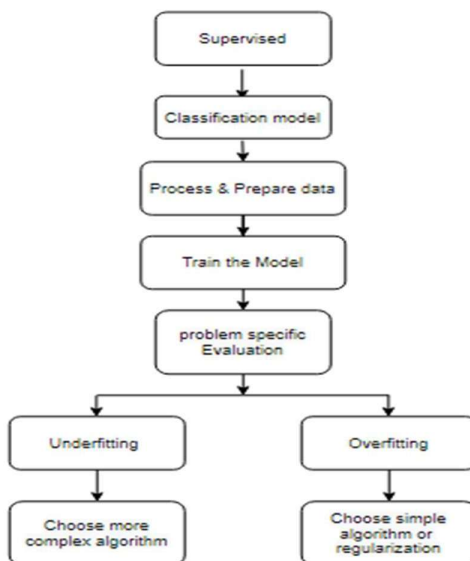 Supervised
Classification model
Process & Prepare data
Train the Model
problem specific
Evaluation
Underfitting
Overfitting
Choose more
complex algorithm
Choose simple
algorithm or
regularization